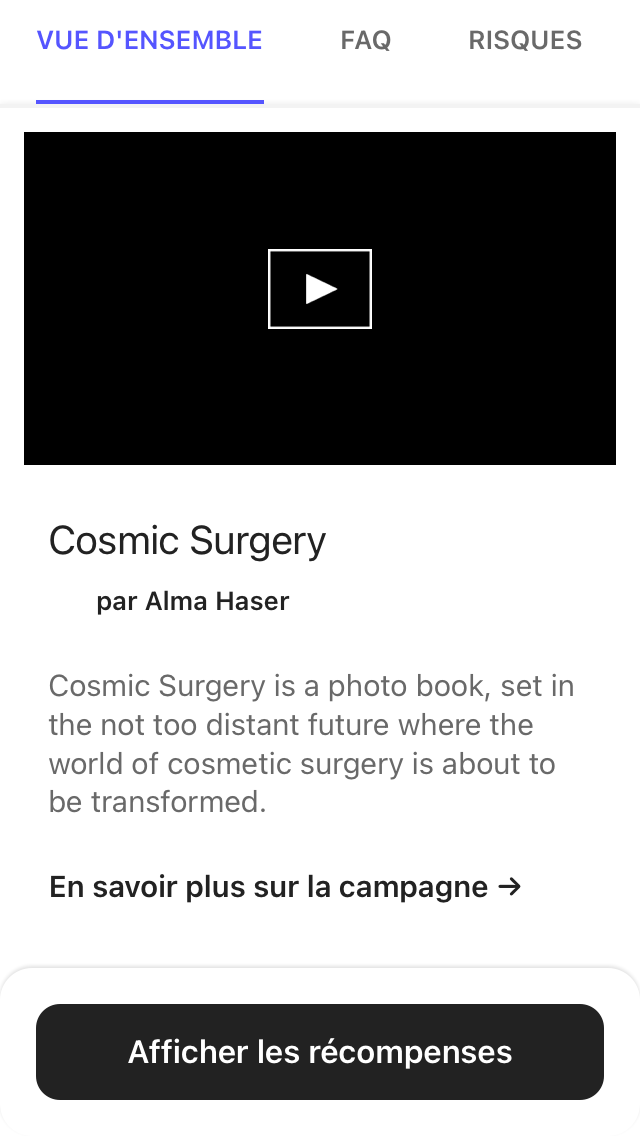 VUE D'ENSEMBLE FAQ RISQUES
Cosmic Surgery
par Alma Haser
Cosmic Surgery is a photo book, set in
the not too distant future where the
world of cosmetic surgery is about to
be transformed.
En savoir plus sur la campagne →
Afficher les récompenses